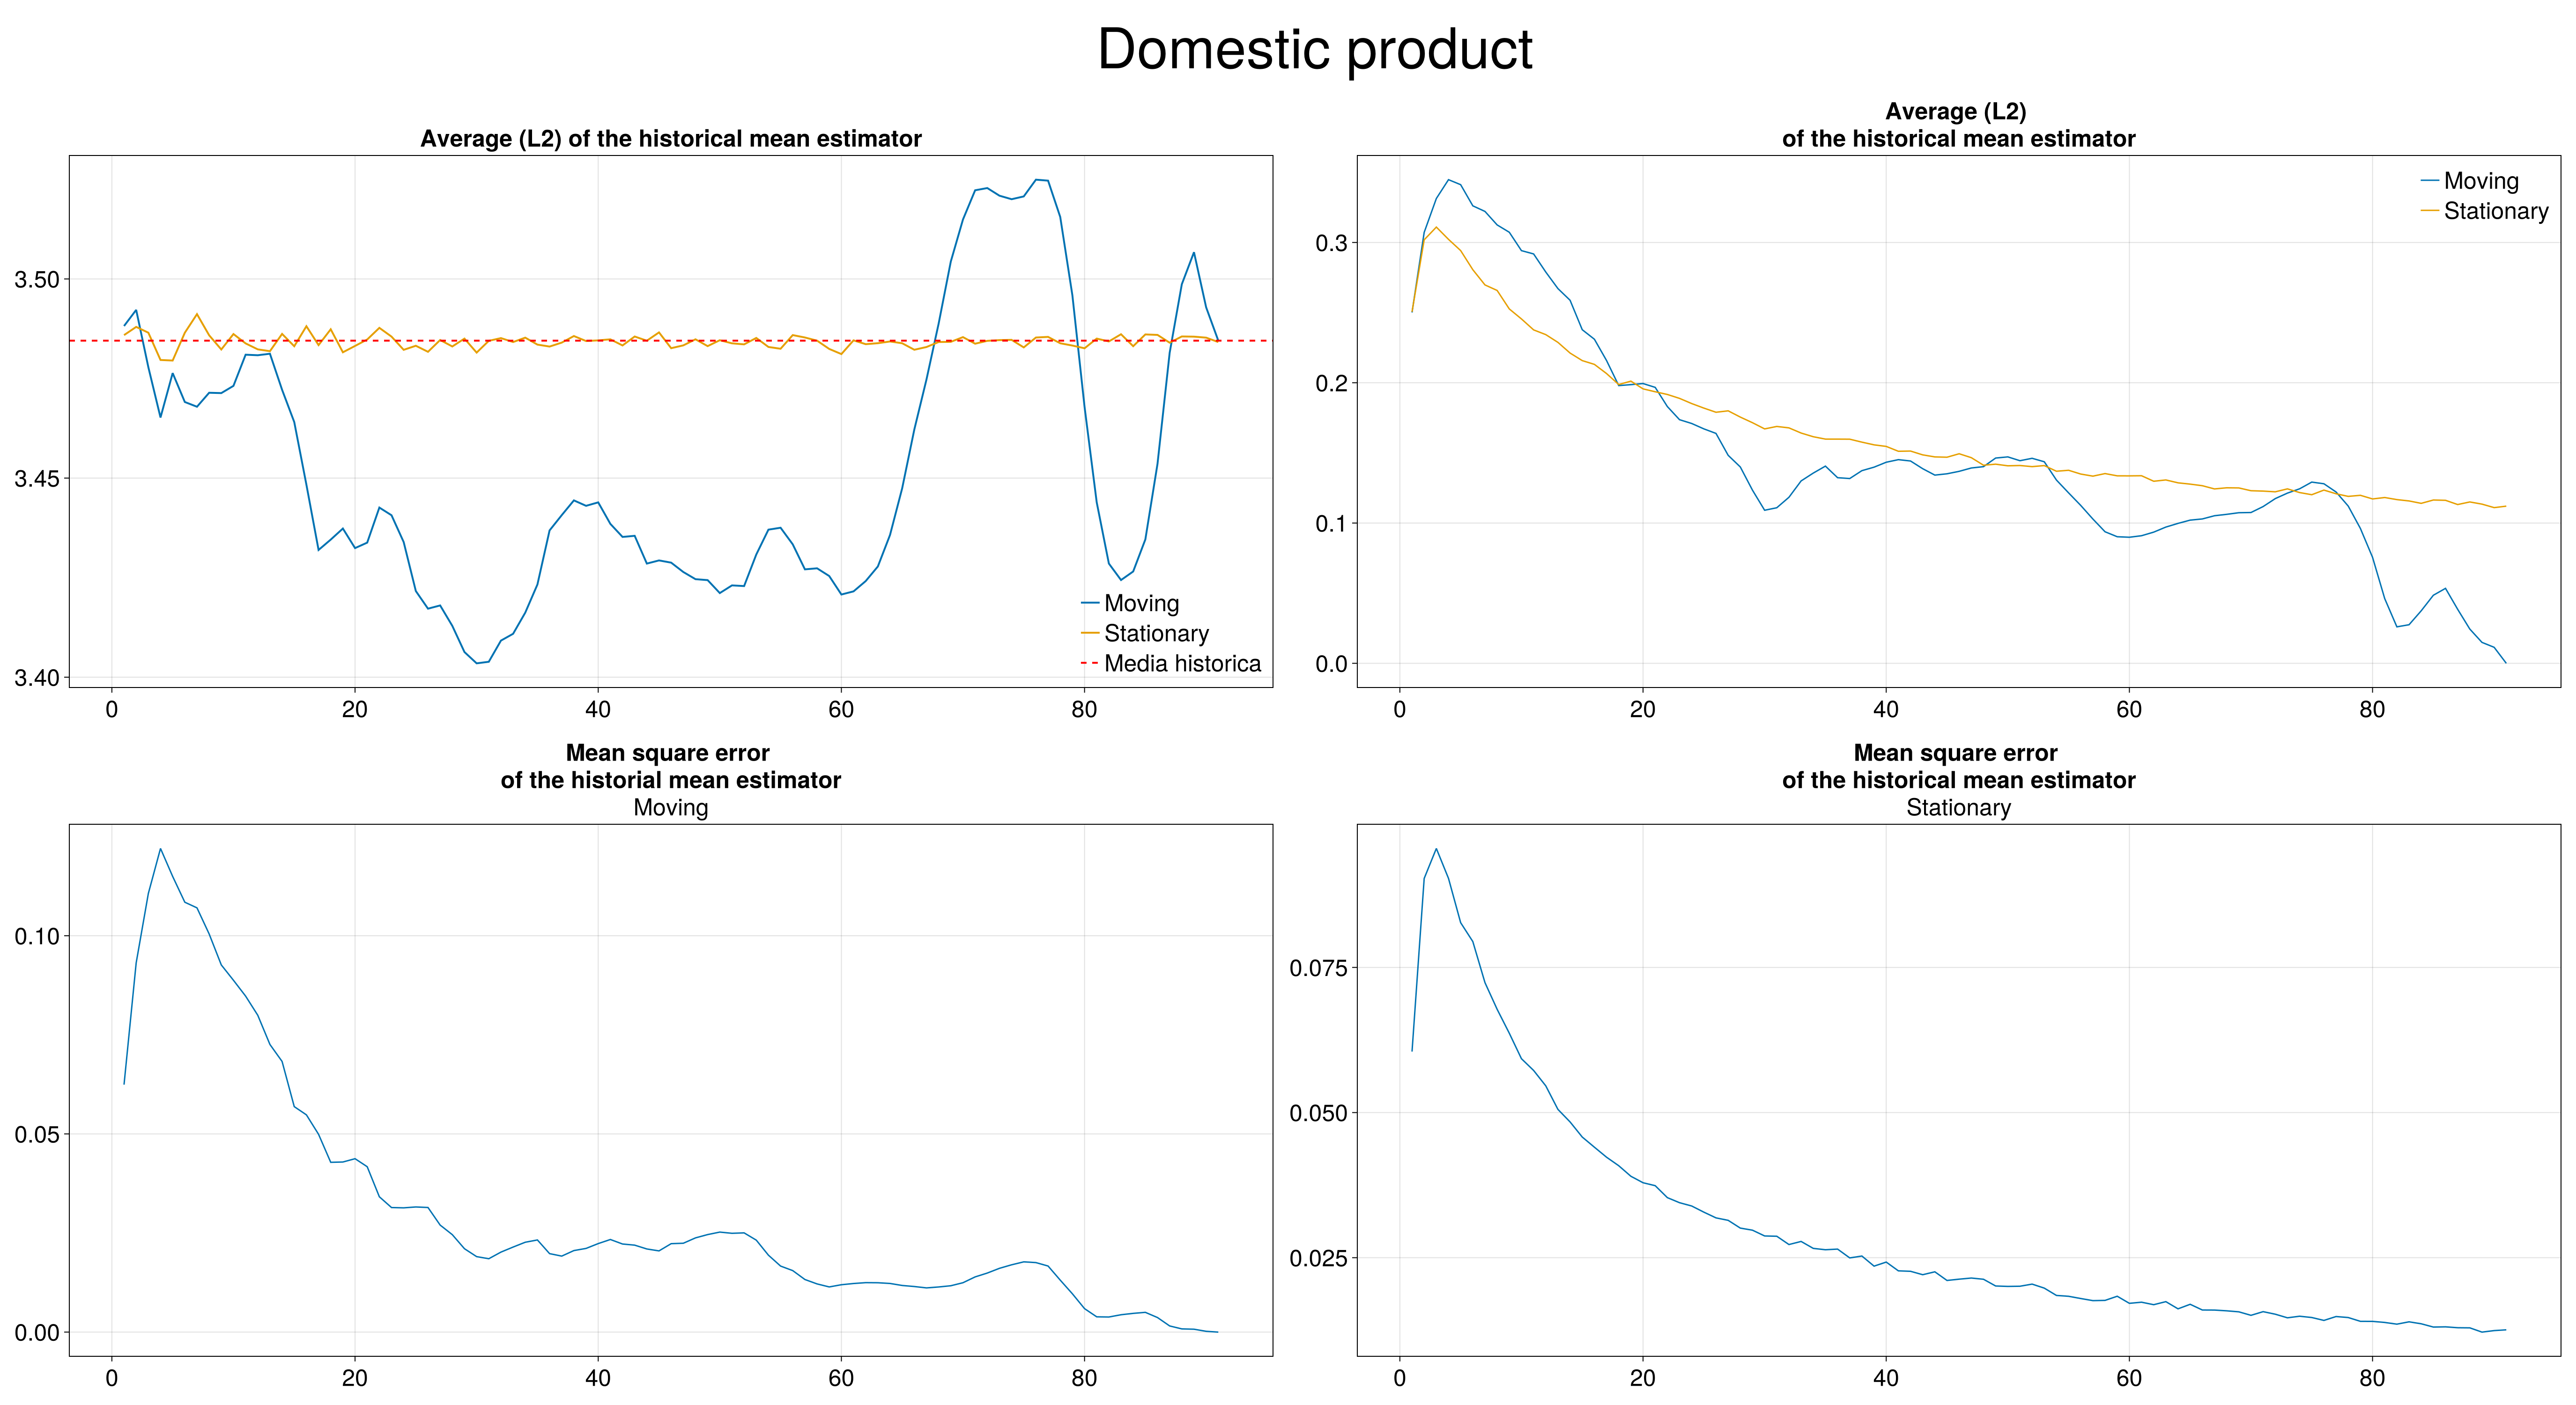 Domestic product
Average (L2) of the historical mean estimator
3.50
3.45
3.40
0
20
40
60
80
Moving
Stationary
Media historica
Average (L2)
of the historical mean estimator
0.3
0.2
0.1
0.0
0
20
40
60
80
Moving
Stationary
Mean square error
of the historial mean estimator
Moving
0.10
0.05
0.00
0
20
40
60
80
Mean square error
of the historical mean estimator
Stationary
0.075
0.050
0.025
0
20
40
60
80